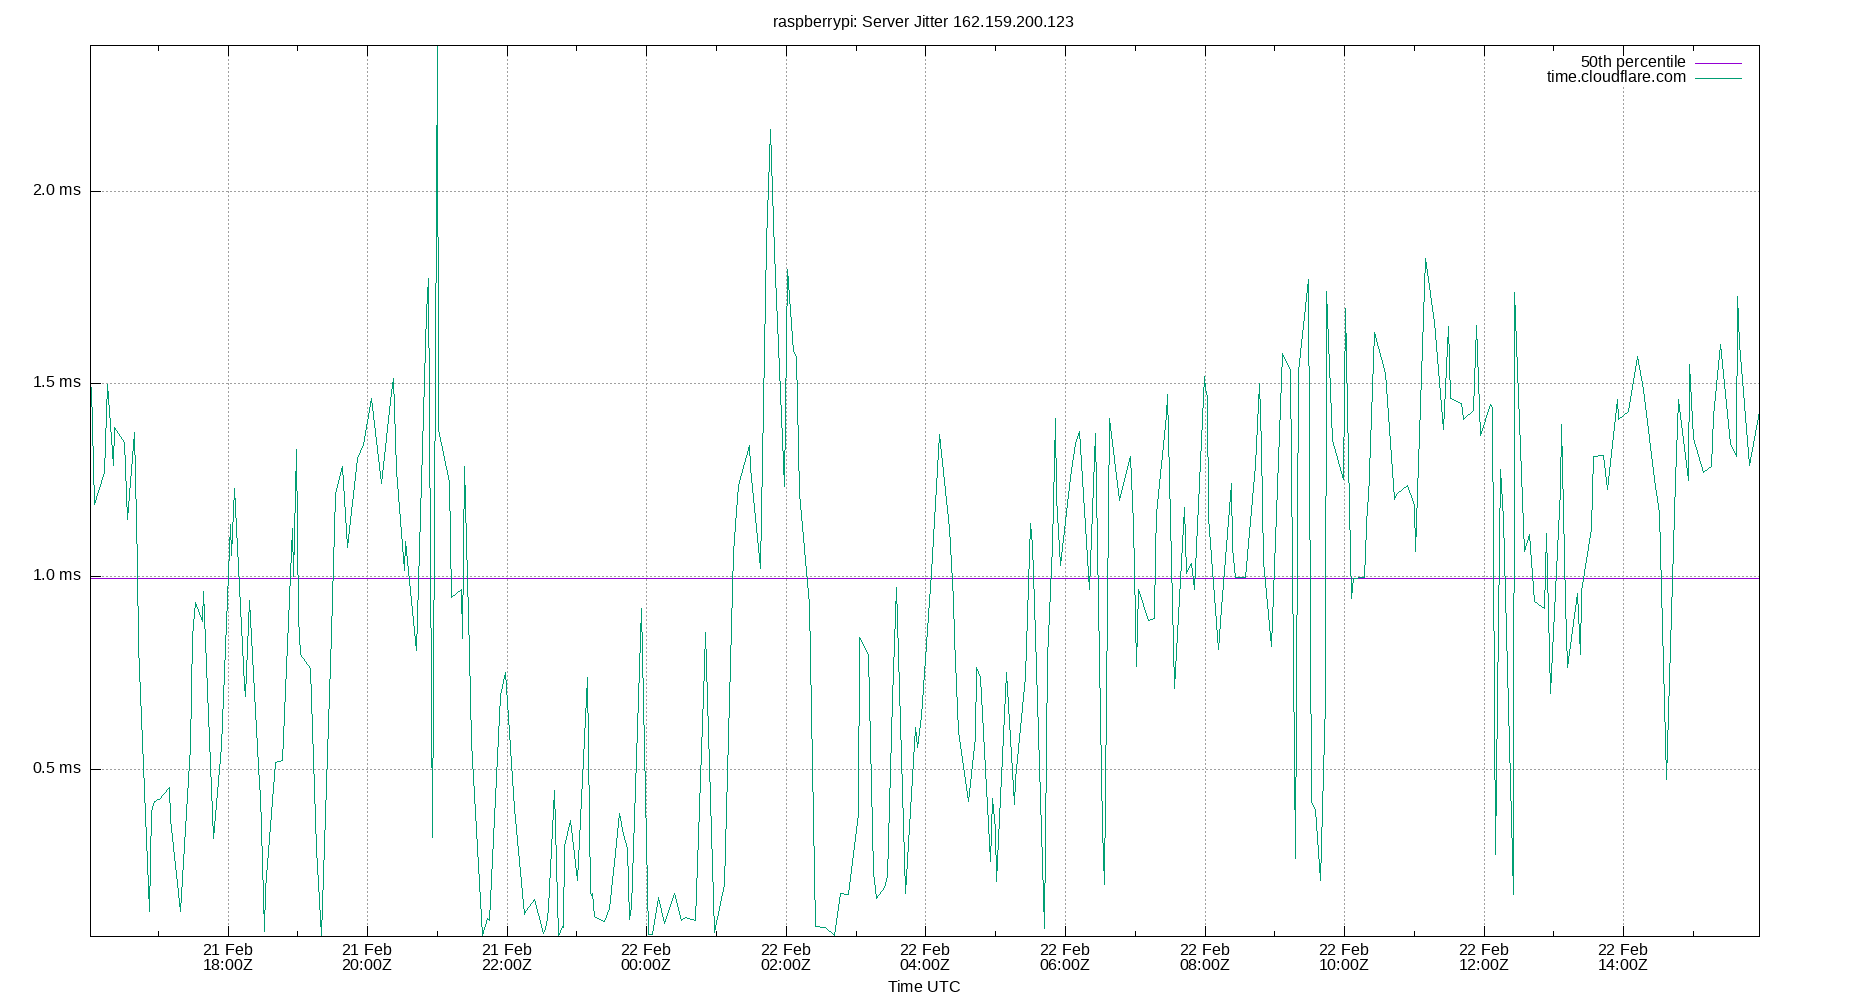 raspberrypi: Server Jitter 162.159.200.123
50th percentile
time.cloudflare.com
2.0 ms
1.5 ms
1.0 ms
0.5 ms
21 Feb 21 Feb 21 Feb 22 Feb 22 Feb 22 Feb 22 Feb 22 Feb 22 Feb 22 Feb 22 Feb
18:00Z 20:00Z 22:00Z 00:00Z 02:00Z 04:00Z 06:00Z 08:00Z 10:00Z 12:00Z 14:00Z
Time UTC